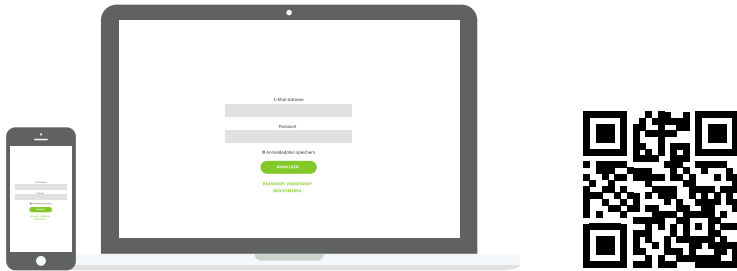 E-Mail-Adresse
Passwort
Anmeldedaten speichern
ANMELDEN
PASSWORT VERGESSEN?
REGISTRIEREN